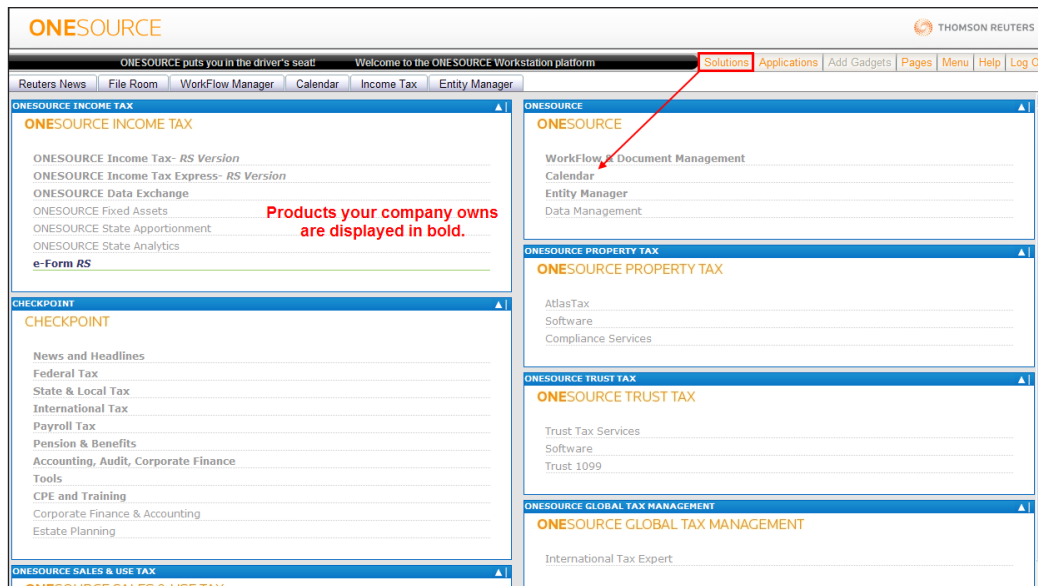 ONESOURCE
THOMSON REUTERS
ONESOURCE puts you in the driver's seat! Welcome to the ONESOURCE Workstation platform
Solutions Applications Add Gadgets Pages Menu Help Log
Reuters News File Room WorkFlow Manager Calendar Income Tax Entity Manager
ONESOURCE INCOME TAX
ONESOURCE INCOME TAX
ONESOURCE Income Tax- RS Version
ONESOURCE Income Tax Express- RS Version
ONESOURCE Data Exchange
ONESOURCE Fixed Assets
ONESOURCE State Apportionment
ONESOURCE State Analytics
e-Form RS
Products your company owns
are displayed in bold.
CHECKPOINT
CHECKPOINT
News and Headlines
Federal Tax
State & Local Tax
International Tax
Payroll Tax
Pension & Benefits
Accounting, Audit, Corporate Finance
Tools
CPE and Training
Corporate Finance & Accounting
Estate Planning
ONESOURCE SALES & USE TAX
ONESOURCE SALES & USE TAX
ONESOURCE
ONESOURCE
WorkFlow & Document Management
Calendar
Entity Manager
Data Management
ONESOURCE PROPERTY TAX
ONESOURCE PROPERTY TAX
AtlasTax
Software
Compliance Services
ONESOURCE TRUST TAX
ONESOURCE TRUST TAX
Trust Tax Services
Software
Trust 1099
ONESOURCE GLOBAL TAX MANAGEMENT
ONESOURCE GLOBAL TAX MANAGEMENT
International Tax Expert